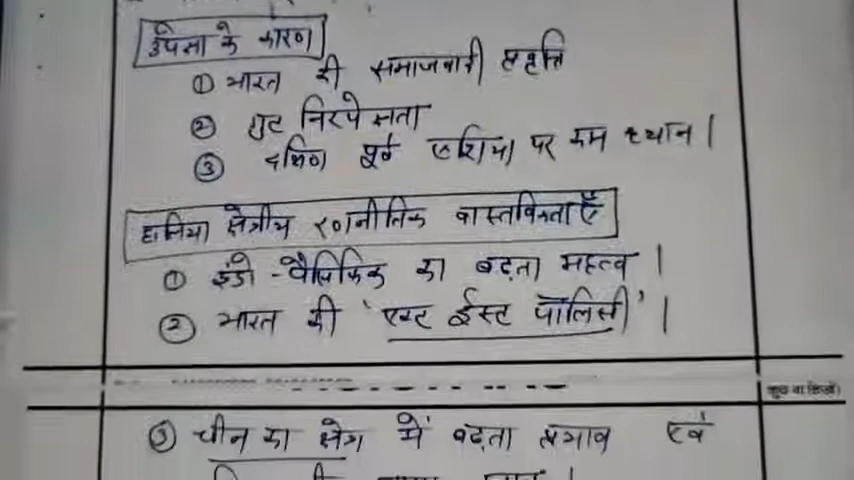 उपेक्षा के कारण
① भारत की समाजवादी प्रवृत्ति
② गुट निरपेक्षता
③ दक्षिण पूर्व एशिया पर कम ध्यान।
हालिया क्षेत्रीय रणनीतिक वास्तविकताएँ
① इंडो-पैसिफिक का बढ़ता महत्व।
② भारत की 'एक्ट ईस्ट पॉलिसी'।
③ चीन का क्षेत्र में बढ़ता प्रभाव एवं